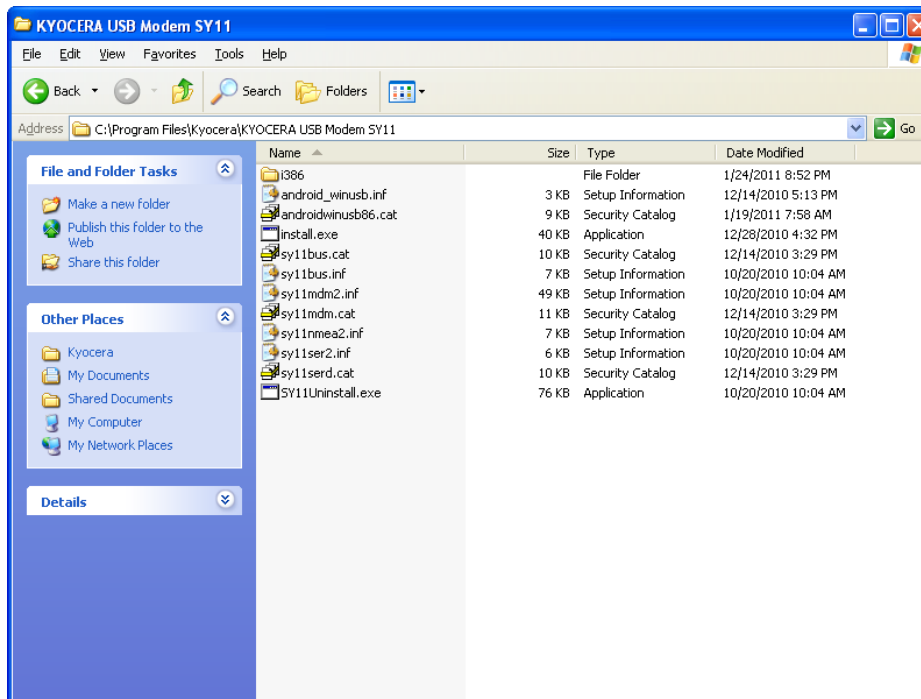 KYOCERA USB Modem SY11
File Edit View Favorites Tools Help
Back Search Folders
Address C:\Program Files\Kyocera\KYOCERA USB Modem SY11 Go
File and Folder Tasks
Make a new folder
Publish this folder to the
Web
Share this folder
Other Places
Kyocera
My Documents
Shared Documents
My Computer
My Network Places
Details
Name Size Type Date Modified
i386 File Folder 1/24/2011 8:52 PM
android_winusb.inf 3 KB Setup Information 12/14/2010 5:13 PM
androidwinusb86.cat 9 KB Security Catalog 1/19/2011 7:58 AM
install.exe 40 KB Application 12/28/2010 4:32 PM
sy11bus.cat 10 KB Security Catalog 12/14/2010 3:29 PM
sy11bus.inf 7 KB Setup Information 10/20/2010 10:04 AM
sy11mdm2.inf 49 KB Setup Information 10/20/2010 10:04 AM
sy11mdm.cat 11 KB Security Catalog 12/14/2010 3:29 PM
sy11nmea2.inf 7 KB Setup Information 10/20/2010 10:04 AM
sy11ser2.inf 6 KB Setup Information 10/20/2010 10:04 AM
sy11serd.cat 10 KB Security Catalog 12/14/2010 3:29 PM
SY11Uninstall.exe 76 KB Application 10/20/2010 10:04 AM